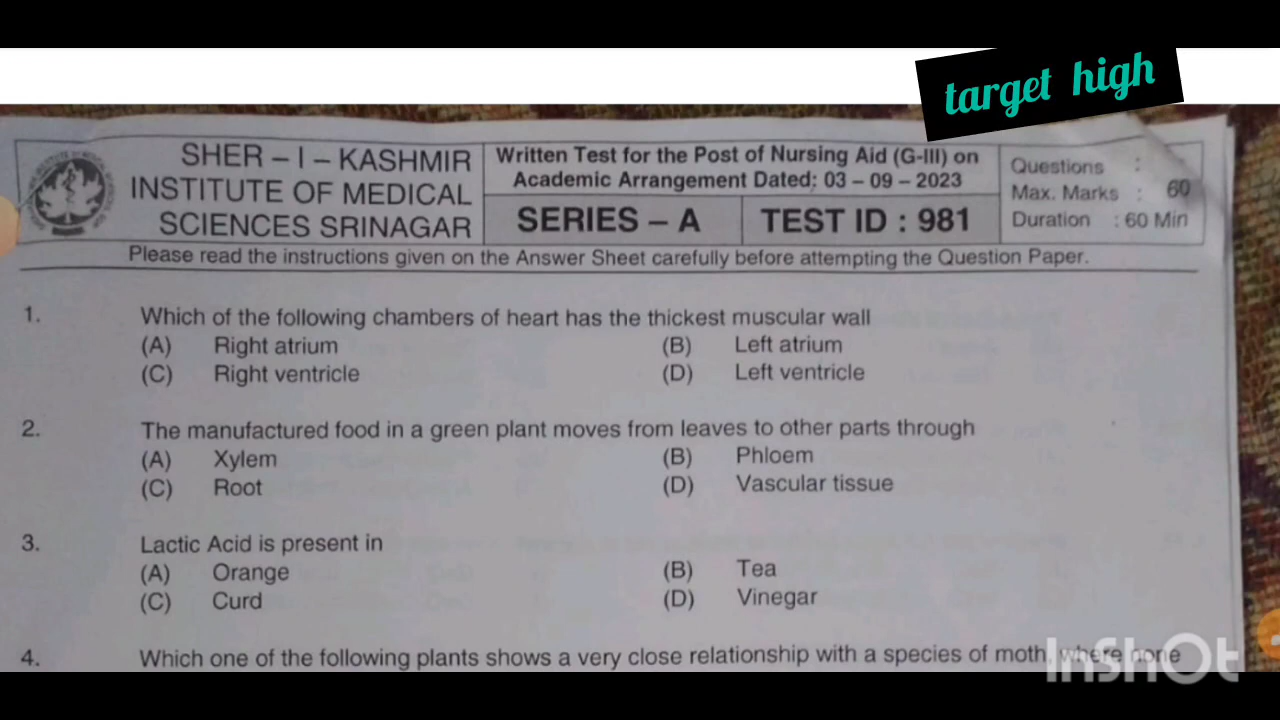 target high
SHER – I – KASHMIR
INSTITUTE OF MEDICAL
SCIENCES SRINAGAR
Written Test for the Post of Nursing Aid (G-III) on
Academic Arrangement Dated; 03 – 09 – 2023
SERIES – A TEST ID : 981
Questions :
Max. Marks : 60
Duration : 60 Min
Please read the instructions given on the Answer Sheet carefully before attempting the Question Paper.
1. Which of the following chambers of heart has the thickest muscular wall
(A) Right atrium (B) Left atrium
(C) Right ventricle (D) Left ventricle
2. The manufactured food in a green plant moves from leaves to other parts through
(A) Xylem (B) Phloem
(C) Root (D) Vascular tissue
3. Lactic Acid is present in
(A) Orange (B) Tea
(C) Curd (D) Vinegar
4. Which one of the following plants shows a very close relationship with a species of moth, where none
InShOt